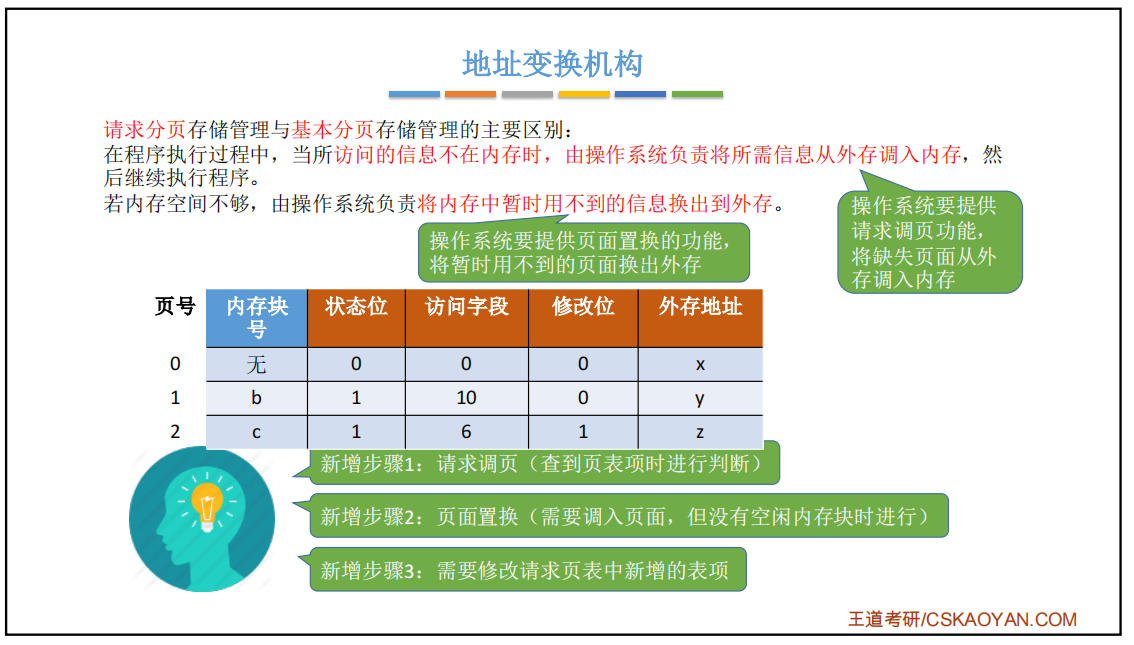 地址变换机构
请求分页存储管理与基本分页存储管理的主要区别：
在程序执行过程中，当所访问的信息不在内存时，由操作系统负责将所需信息从外存调入内存，然
后继续执行程序。
若内存空间不够，由操作系统负责将内存中暂时用不到的信息换出到外存。
操作系统要提供
请求调页功能，
将缺失页面从外
存调入内存
操作系统要提供页面置换的功能，
将暂时用不到的页面换出外存
页号 内存块号 状态位 访问字段 修改位 外存地址
0 无 0 0 0 x
1 b 1 10 0 y
2 c 1 6 1 z
新增步骤1：请求调页（查到页表项时进行判断）
新增步骤2：页面置换（需要调入页面，但没有空闲内存块时进行）
新增步骤3：需要修改请求页表中新增的表项
王道考研/CSKAOYAN.COM